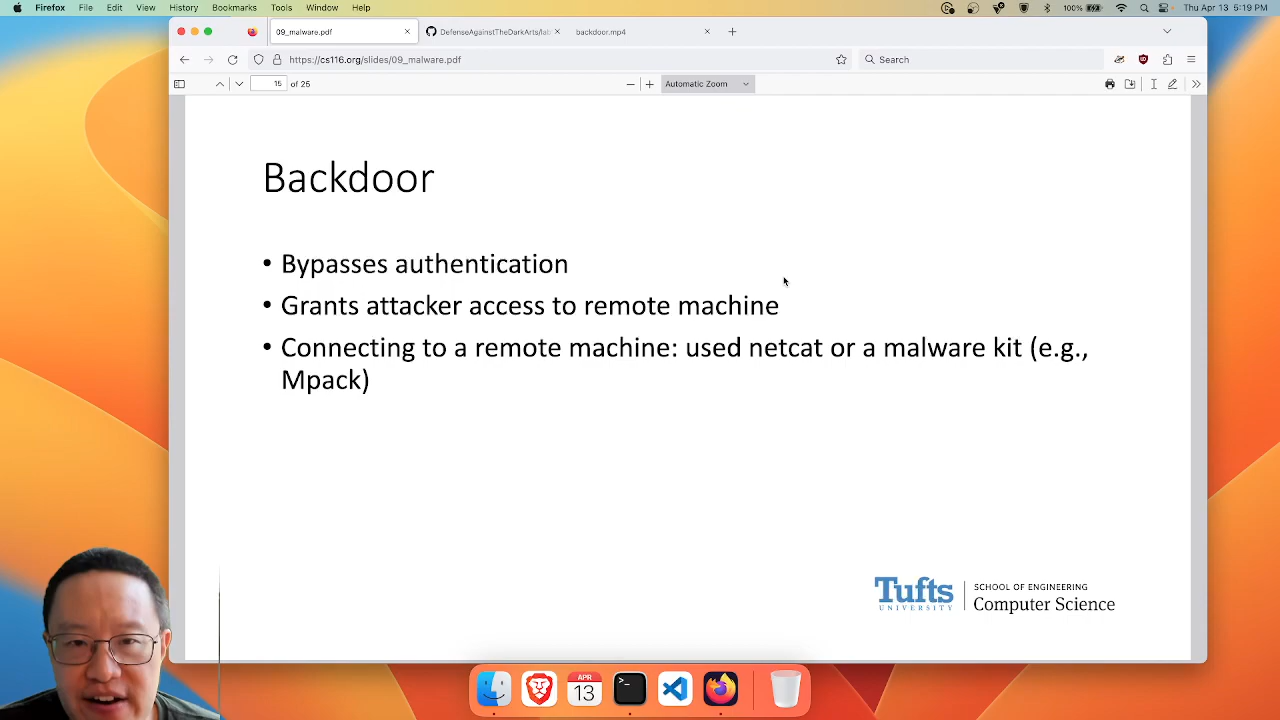 Firefox File Edit View History Bookmarks Tools Window Help 100% Thu Apr 13 5:19 PM
09_malware.pdf DefenseAgainstTheDarkArts/lab backdoor.mp4
https://cs116.org/slides/09_malware.pdf Search
15 of 25 Automatic Zoom
Backdoor
• Bypasses authentication
• Grants attacker access to remote machine
• Connecting to a remote machine: used netcat or a malware kit (e.g.,
Mpack)
Tufts
UNIVERSITY
SCHOOL OF ENGINEERING
Computer Science
APR
13